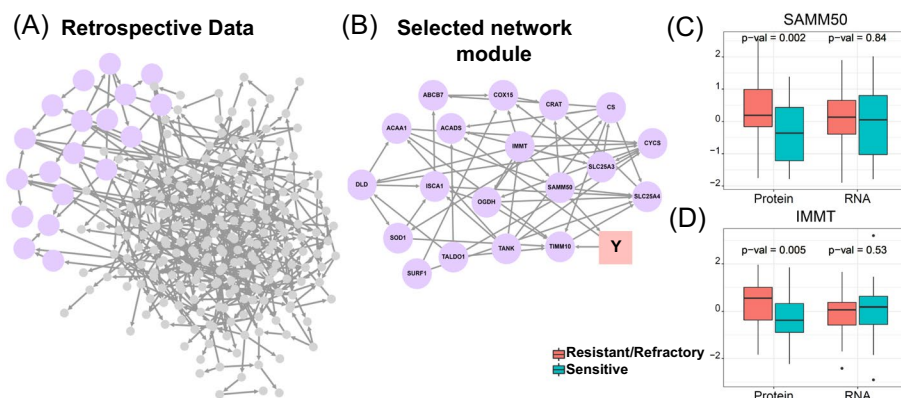 (A) Retrospective Data
(B) Selected network
module
ABCB7
COX15
CRAT
CS
ACAA1
ACADS
IMMT
CYCS
SLC25A3
DLD
ISCA1
OGDH
SAMM50
SLC25A4
SOD1
TALDO1
TANK
TIMM10
Y
SURF1
(C) SAMM50
p-val = 0.002 p-val = 0.84
2
1
0
−1
−2
Protein RNA
(D) IMMT
p-val = 0.005 p-val = 0.53
2
0
−2
Protein RNA
Resistant/Refractory
Sensitive